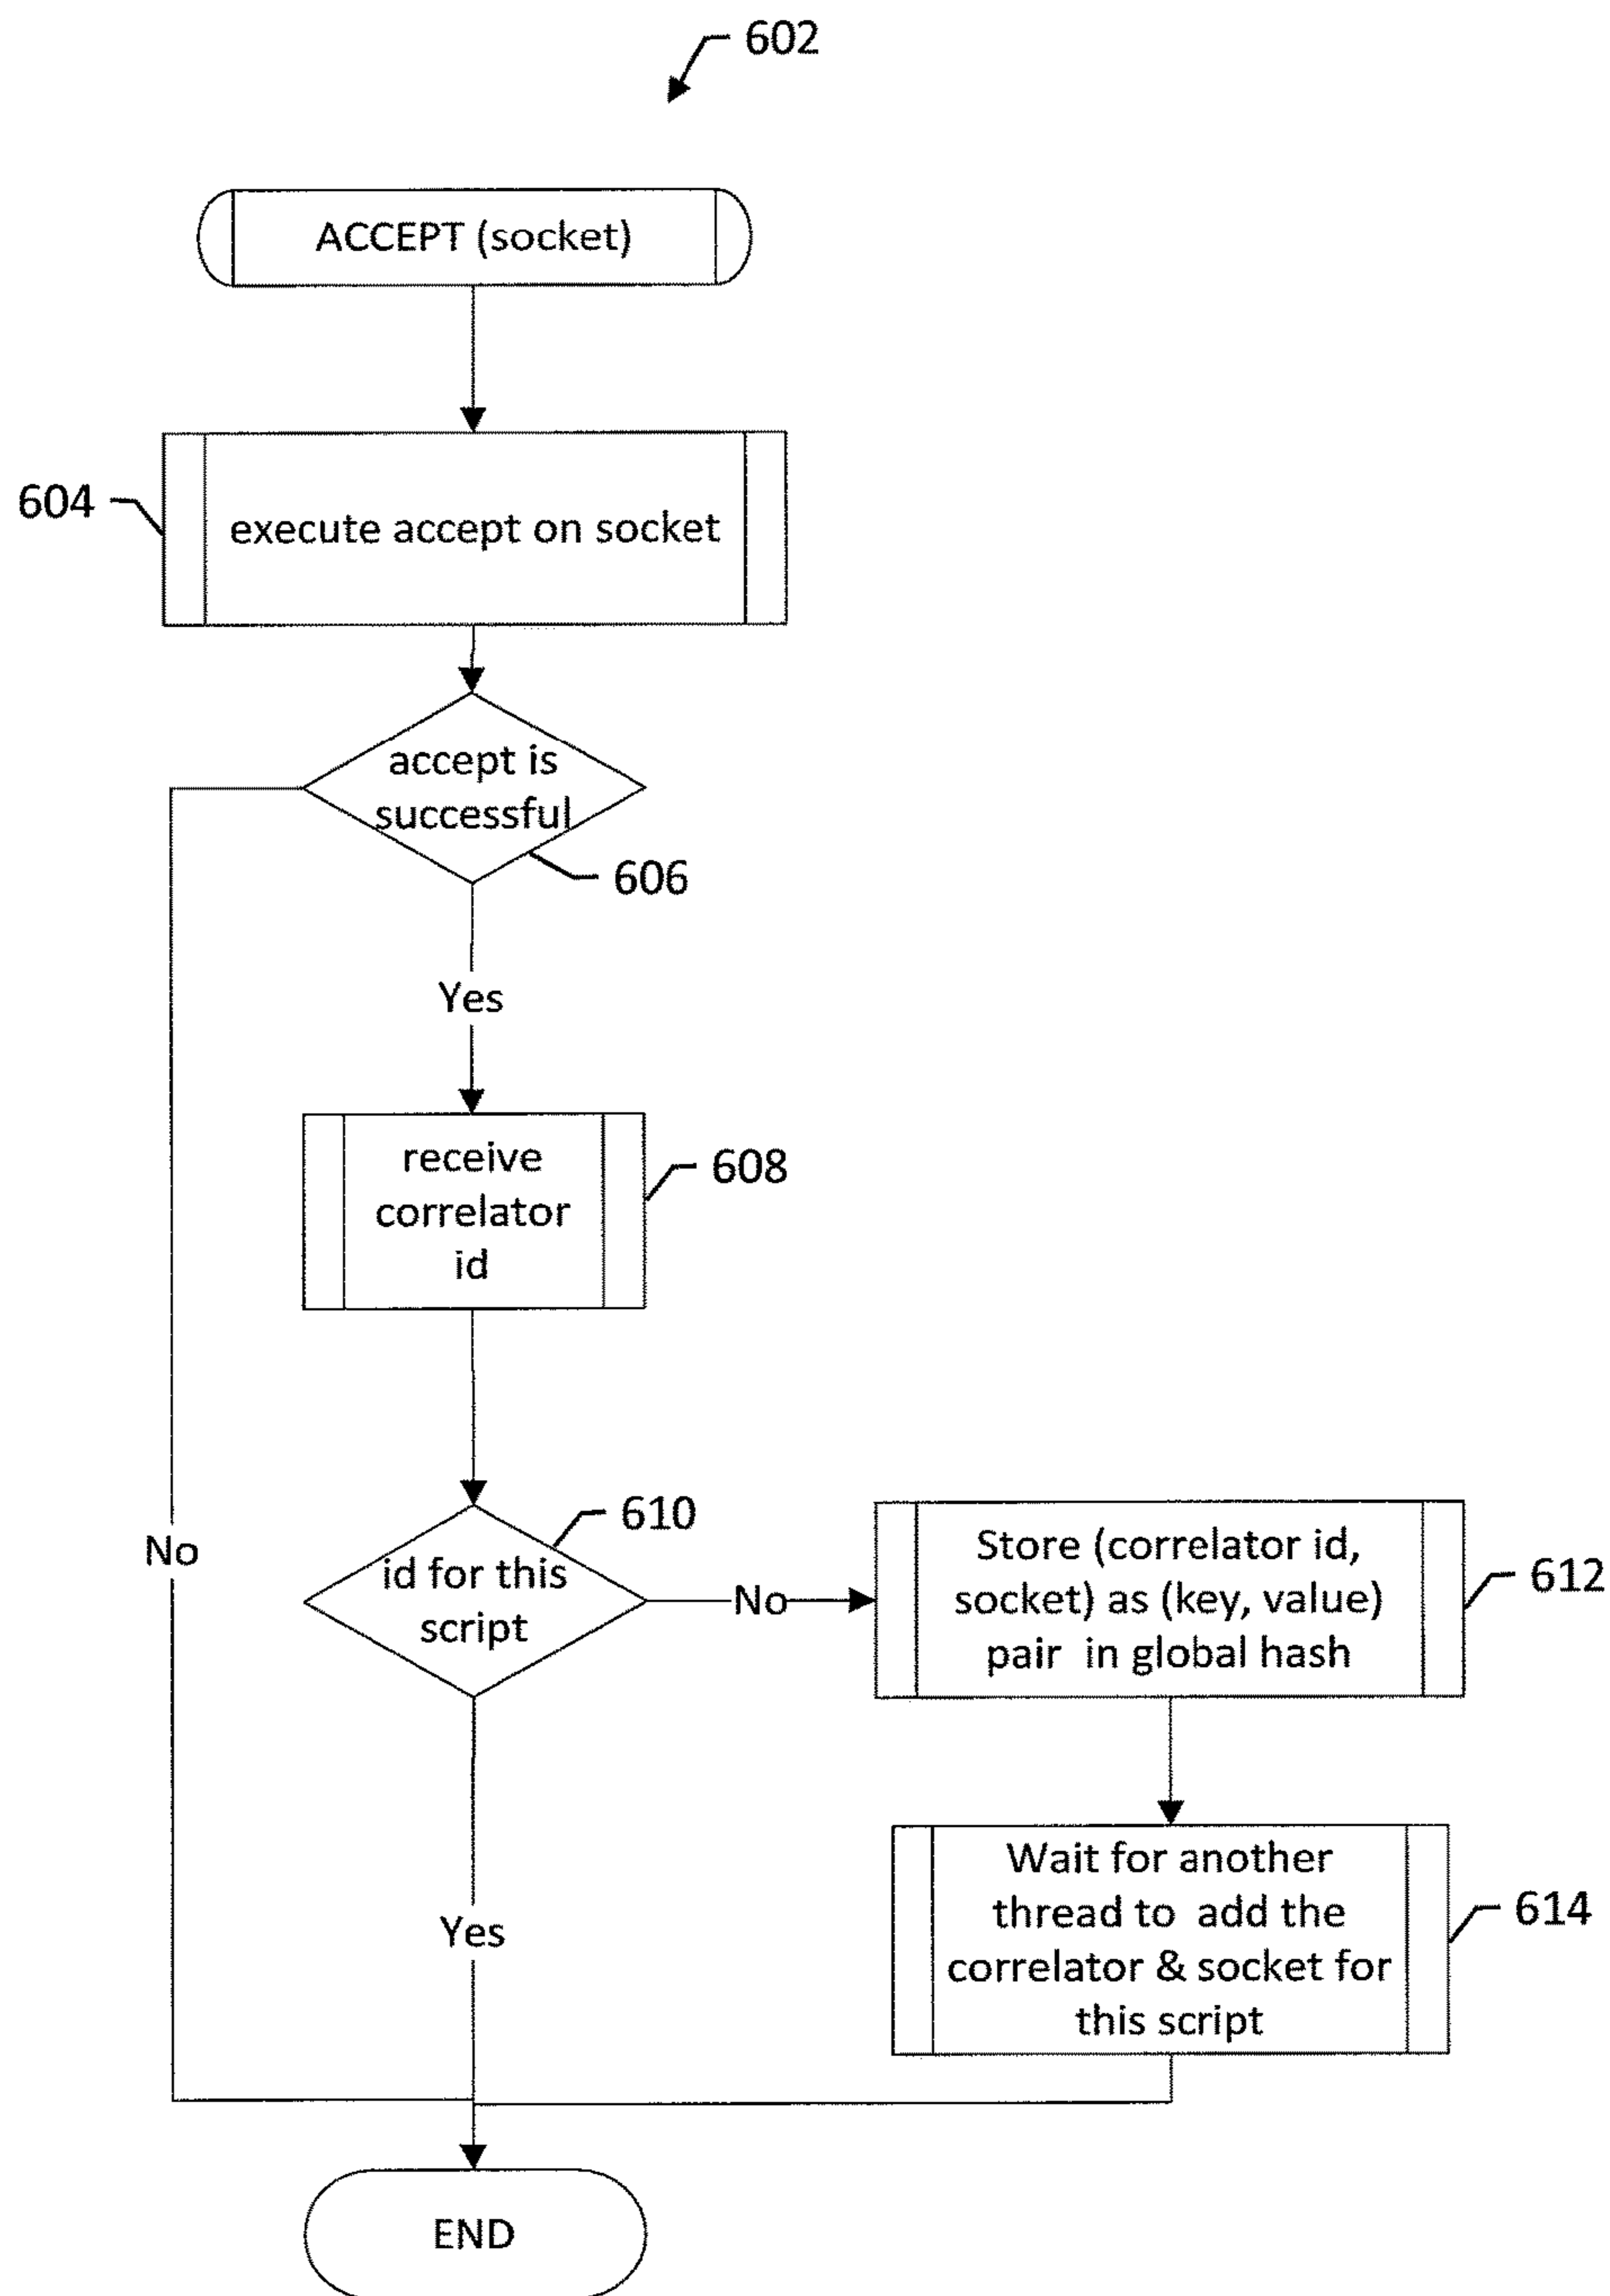 602
ACCEPT (socket)
604
execute accept on socket
accept is
successful
606
Yes
receive
correlator
id
608
No
610
id for this
script
No
Store (correlator id,
socket) as (key, value)
pair in global hash
612
Yes
Wait for another
thread to add the
correlator & socket for
this script
614
END